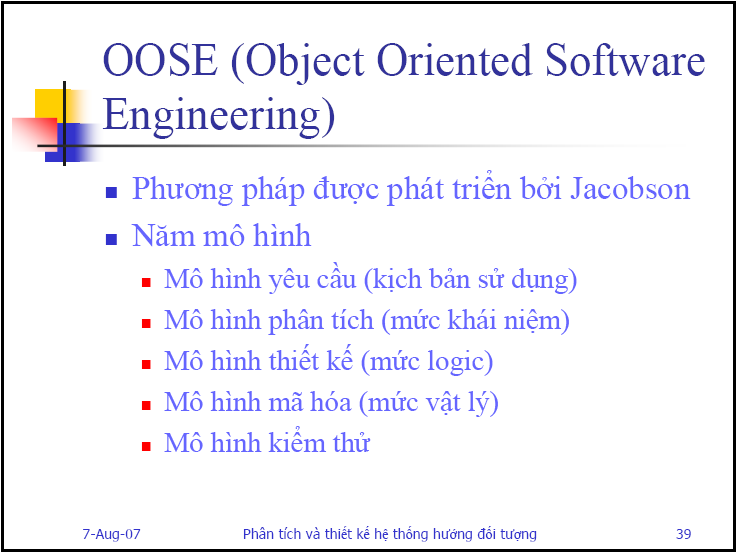 OOSE (Object Oriented Software
Engineering)
Phương pháp được phát triển bởi Jacobson
Năm mô hình
Mô hình yêu cầu (kịch bản sử dụng)
Mô hình phân tích (mức khái niệm)
Mô hình thiết kế (mức logic)
Mô hình mã hóa (mức vật lý)
Mô hình kiểm thử
7-Aug-07 Phân tích và thiết kế hệ thống hướng đối tượng 39